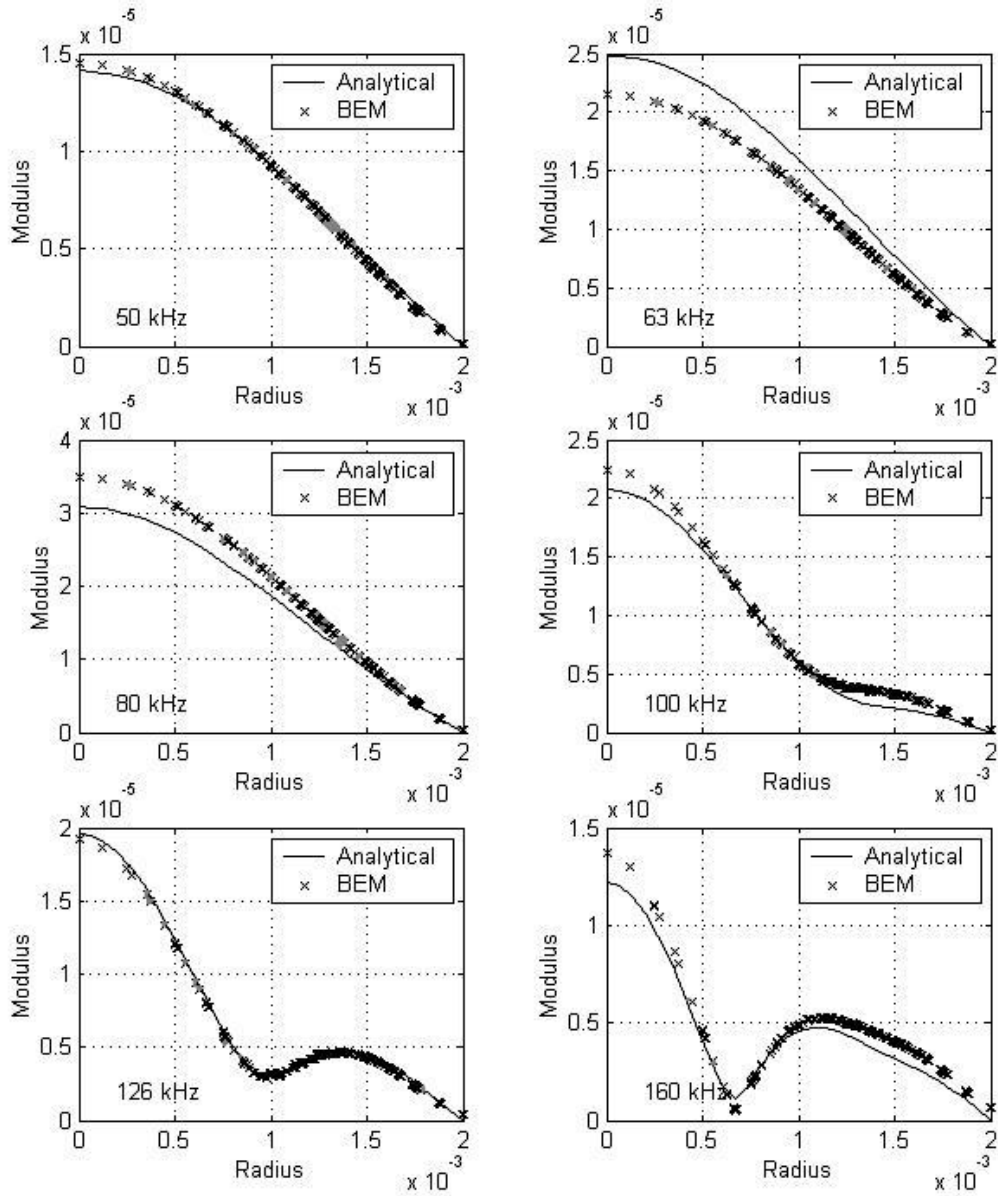 x 10^-5
1.5
1
0.5
0
Modulus
Analytical
BEM
50 kHz
0 0.5 1 1.5 2
Radius
x 10^-3
x 10^-5
2.5
2
1.5
1
0.5
0
Modulus
Analytical
BEM
63 kHz
0 0.5 1 1.5 2
Radius
x 10^-3
x 10^-5
4
3
2
1
0
Modulus
Analytical
BEM
80 kHz
0 0.5 1 1.5 2
Radius
x 10^-3
x 10^-5
2.5
2
1.5
1
0.5
0
Modulus
Analytical
BEM
100 kHz
0 0.5 1 1.5 2
Radius
x 10^-3
x 10^-5
2
1.5
1
0.5
0
Modulus
Analytical
BEM
126 kHz
0 0.5 1 1.5 2
Radius
x 10^-3
x 10^-5
1.5
1
0.5
0
Modulus
Analytical
BEM
160 kHz
0 0.5 1 1.5 2
Radius
x 10^-3